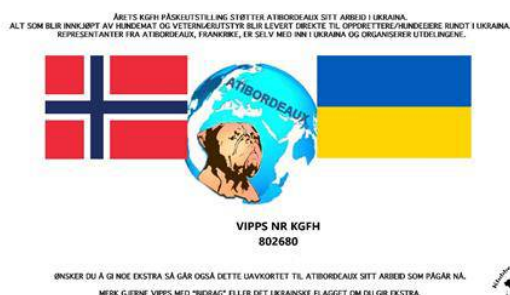 ÅRETS KGFH PÅSKEUTSTILLING STØTTER ATIBORDEAUX SITT ARBEID I UKRAINA.
ALT SOM BLIR INNKJØPT AV HUNDEMAT OG VETERINÆRUTSTYR BLIR LEVERT DIREKTE TIL OPPDRETTERE/HUNDEEIERE RUNDT I UKRAINA.
REPRESENTANTER FRA ATIBORDEAUX, FRANKRIKE, ER SELV MED INN I UKRAINA OG ORGANISERER UTDELINGENE.
ATIBORDEAUX
VIPPS NR KGFH
802680
ØNSKER DU Å GI NOE EKSTRA SÅ GÅR OGSÅ DETTE UAVKORTET TIL ATIBORDEAUX SITT ARBEID SOM PÅGÅR NÅ.
MERK GJERNE VIPPS MED "BIDRAG" ELLER DET UKRAINSKE FLAGGET OM DU GIR EKSTRA.